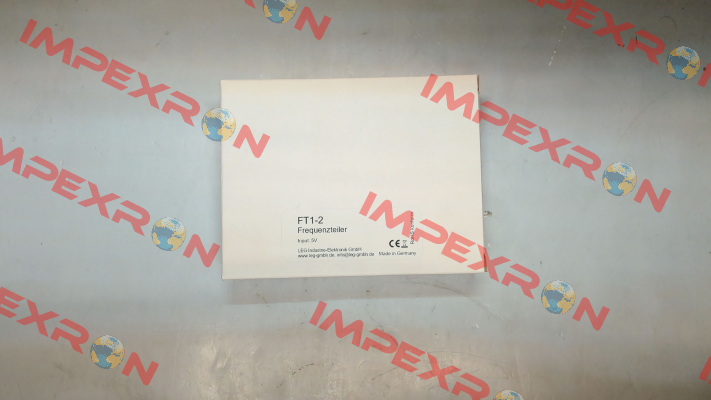 IMPEXRON
IMPEXRON
IMPEXRON
IMPEXRON
IMPEXRON
IMPEXRON
IMPEXRON
FT1-2
Frequenzteiler
Input: 5V
LEG Industrie-Elektronik GmbH
www.leg-gmbh.de, info@leg-gmbh.de Made in Germany
CE